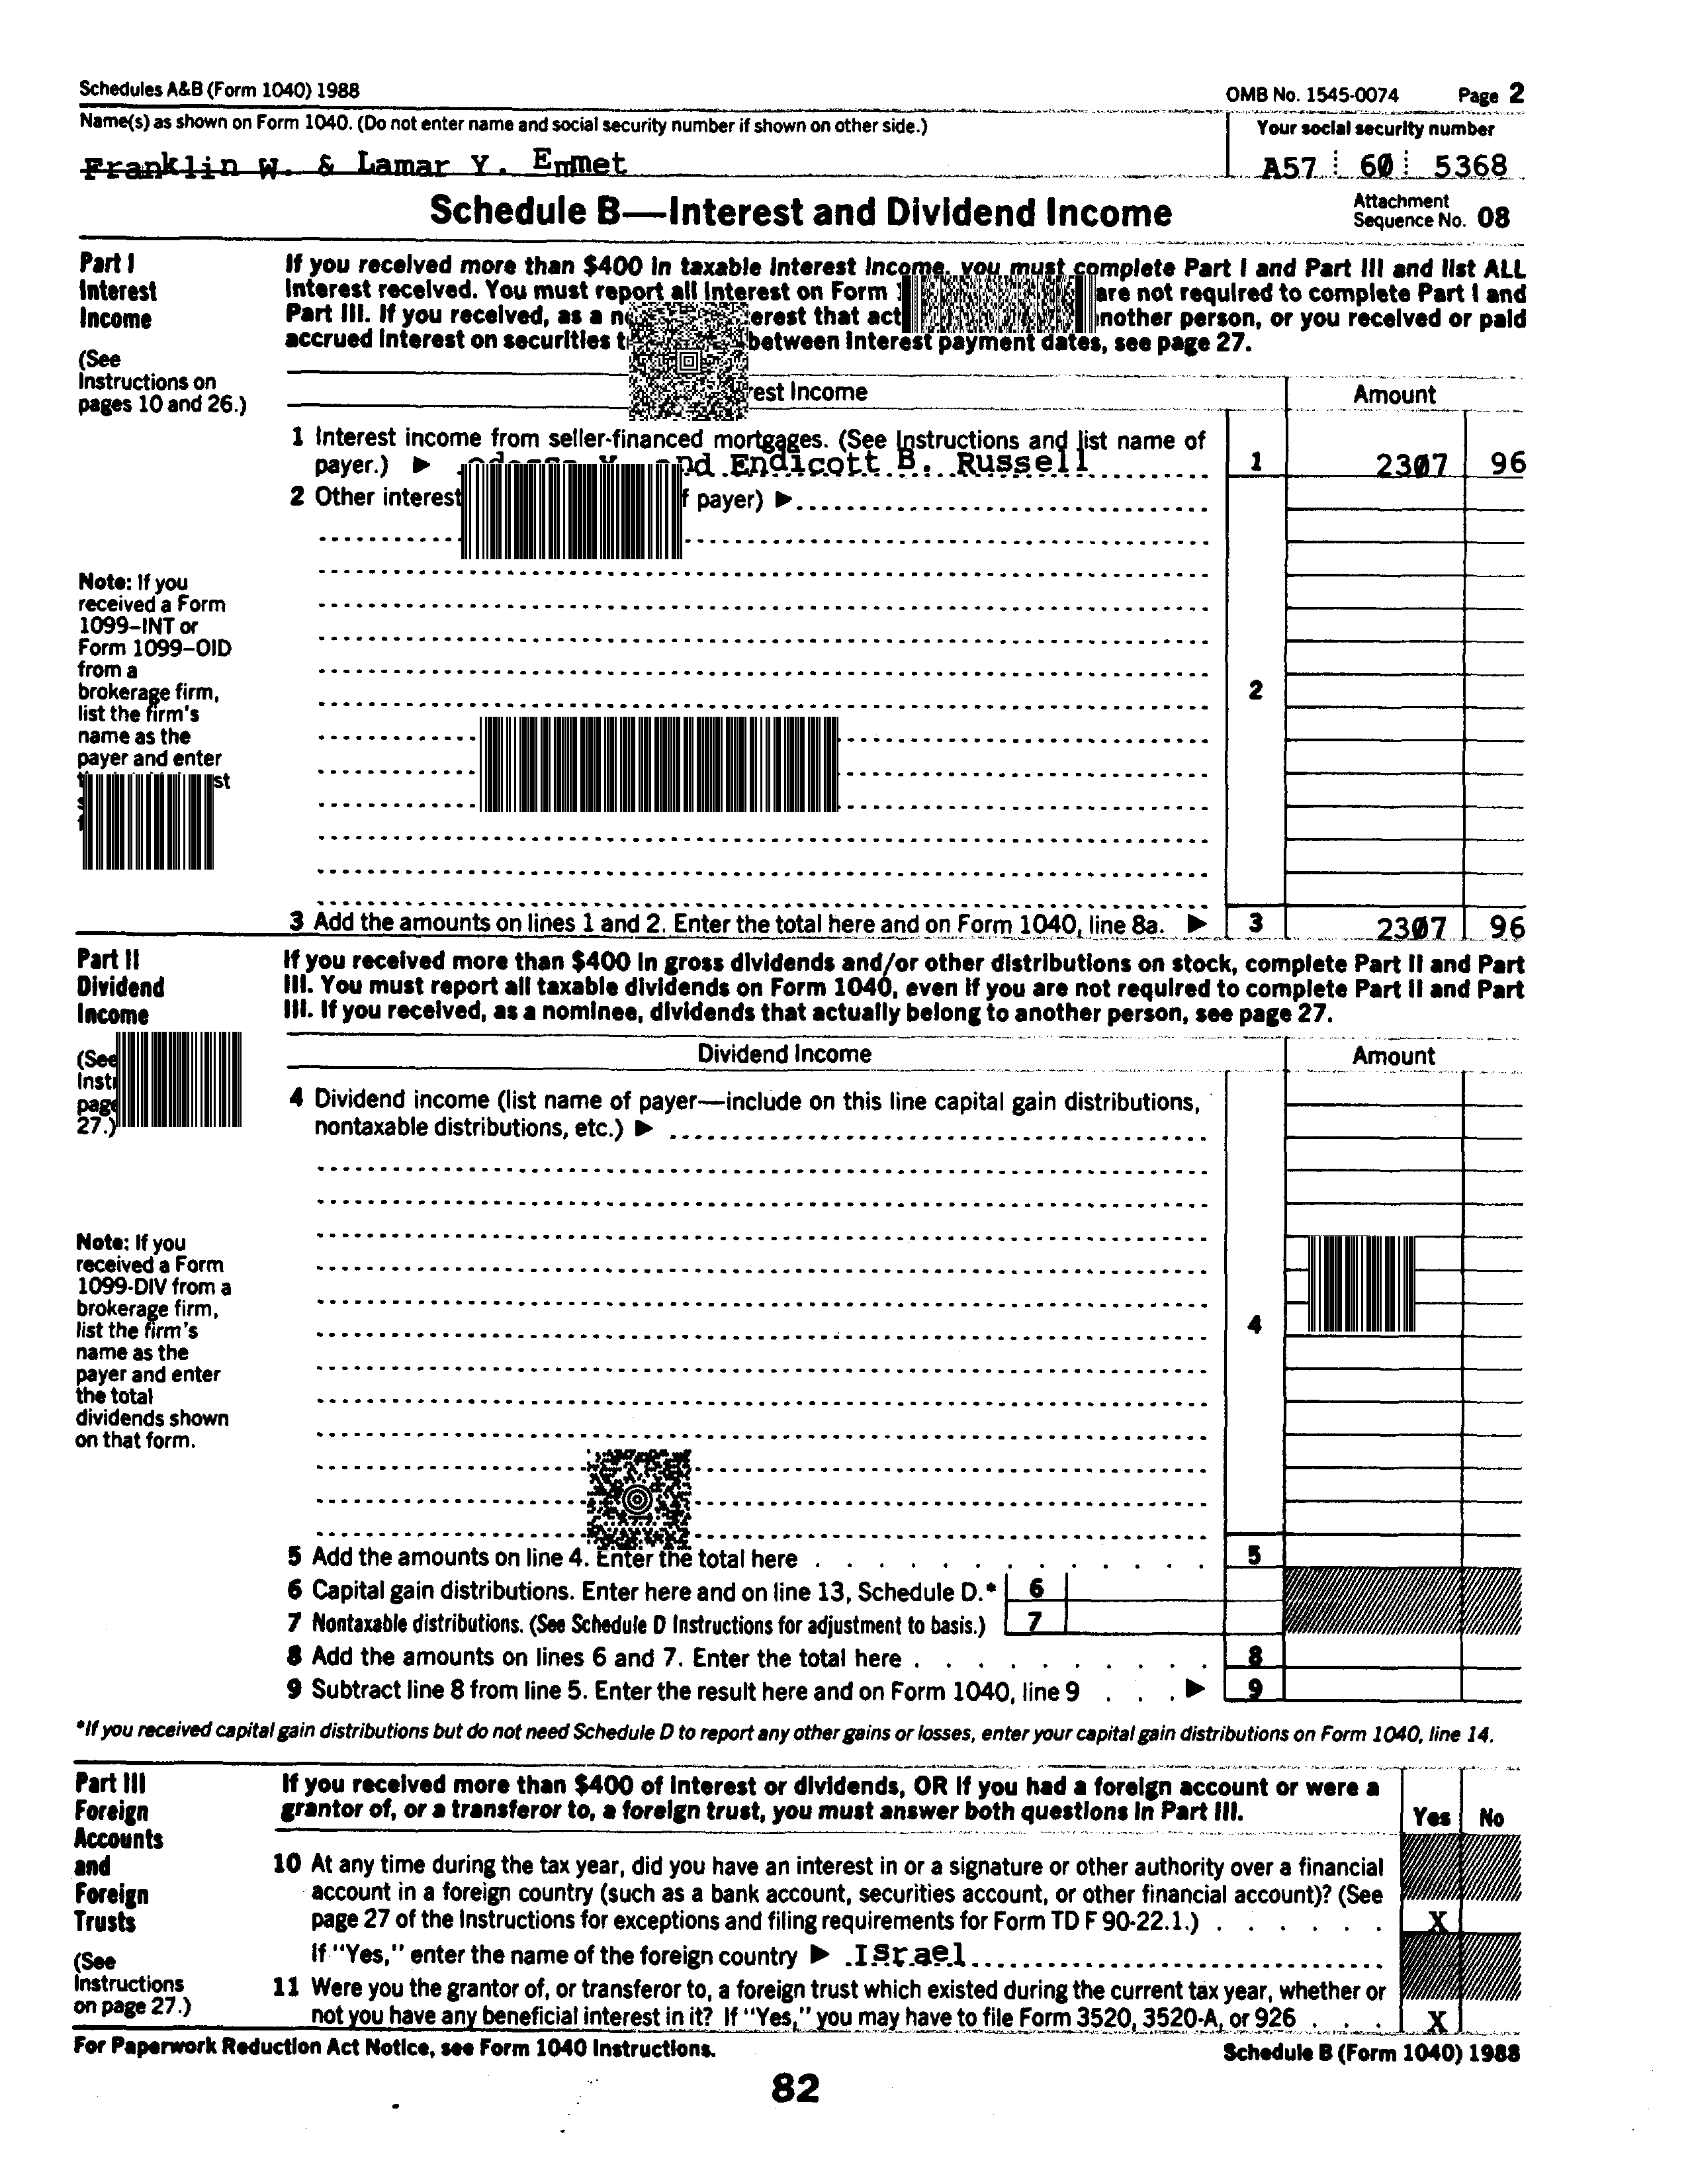 Schedules A&B (Form 1040) 1988 OMB No. 1545-0074 Page 2
Name(s) as shown on Form 1040. (Do not enter name and social security number if shown on other side.) Your social security number
Franklin W. & Lamar Y. Emmet A57 60 5368
Schedule B—Interest and Dividend Income Attachment Sequence No. 08
Part I
Interest
Income
(See
Instructions on
pages 10 and 26.)
If you received more than $400 in taxable interest income, you must complete Part I and Part III and list ALL
interest received. You must report all interest on Form are not required to complete Part I and
Part III. If you received, as a that another person, or you received or paid
accrued interest on securities between interest payment dates, see page 27.
Income Amount
1 Interest income from seller-financed mortgages. (See Instructions and list name of
payer.) ▶ and Endicott B. Russell 1 2307 96
2 Other interest payer) ▶
Note: If you
received a Form
1099–INT or
Form 1099–OID
from a
brokerage firm,
list the firm's
name as the
payer and enter
2
3 Add the amounts on lines 1 and 2. Enter the total here and on Form 1040, line 8a. ▶ 3 2307 96
Part II
Dividend
Income
(See
27.)
If you received more than $400 in gross dividends and/or other distributions on stock, complete Part II and Part
III. You must report all taxable dividends on Form 1040, even if you are not required to complete Part II and Part
III. If you received, as a nominee, dividends that actually belong to another person, see page 27.
Dividend Income Amount
4 Dividend income (list name of payer—include on this line capital gain distributions,
nontaxable distributions, etc.) ▶
Note: If you
received a Form
1099-DIV from a
brokerage firm,
list the firm's
name as the
payer and enter
the total
dividends shown
on that form.
4
5 Add the amounts on line 4. Enter the total here 5
6 Capital gain distributions. Enter here and on line 13, Schedule D.* 6
7 Nontaxable distributions. (See Schedule D Instructions for adjustment to basis.) 7
8 Add the amounts on lines 6 and 7. Enter the total here 8
9 Subtract line 8 from line 5. Enter the result here and on Form 1040, line 9 ▶ 9
*If you received capital gain distributions but do not need Schedule D to report any other gains or losses, enter your capital gain distributions on Form 1040, line 14.
Part III
Foreign
Accounts
and
Foreign
Trusts
(See
Instructions
on page 27.)
If you received more than $400 of interest or dividends, OR if you had a foreign account or were a
grantor of, or a transferor to, a foreign trust, you must answer both questions in Part III. Yes No
10 At any time during the tax year, did you have an interest in or a signature or other authority over a financial
account in a foreign country (such as a bank account, securities account, or other financial account)? (See
page 27 of the Instructions for exceptions and filing requirements for Form TD F 90-22.1.) X
If "Yes," enter the name of the foreign country ▶ Israel
11 Were you the grantor of, or transferor to, a foreign trust which existed during the current tax year, whether or
not you have any beneficial interest in it? If "Yes," you may have to file Form 3520, 3520-A, or 926 X
For Paperwork Reduction Act Notice, see Form 1040 Instructions. Schedule B (Form 1040) 1988
82